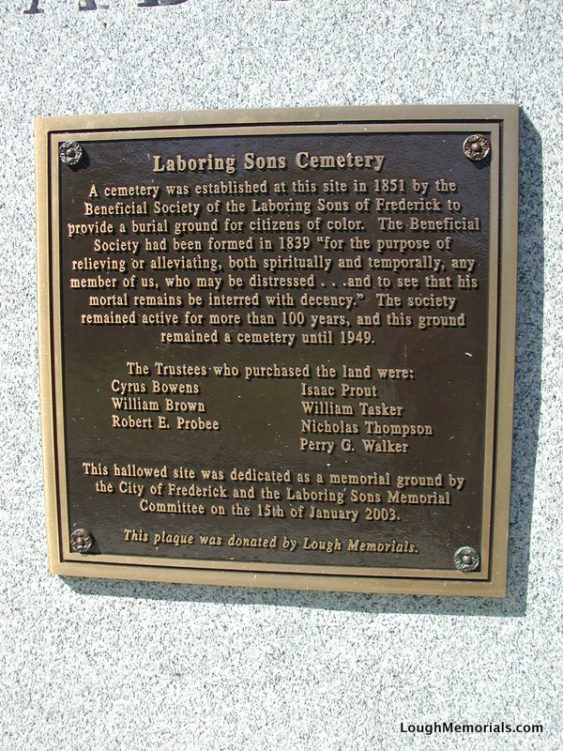 Laboring Sons Cemetery
A cemetery was established at this site in 1851 by the
Beneficial Society of the Laboring Sons of Frederick to
provide a burial ground for citizens of color. The Beneficial
Society had been formed in 1839 “for the purpose of
relieving or alleviating, both spiritually and temporally, any
member of us, who may be distressed . . .and to see that his
mortal remains be interred with decency.” The society
remained active for more than 100 years, and this ground
remained a cemetery until 1949.
The Trustees who purchased the land were:
Cyrus Bowens
William Brown
Robert E. Probee
Isaac Prout
William Tasker
Nicholas Thompson
Perry G. Walker
This hallowed site was dedicated as a memorial ground by
the City of Frederick and the Laboring Sons Memorial
Committee on the 15th of January 2003.
This plaque was donated by Lough Memorials.
LoughMemorials.com